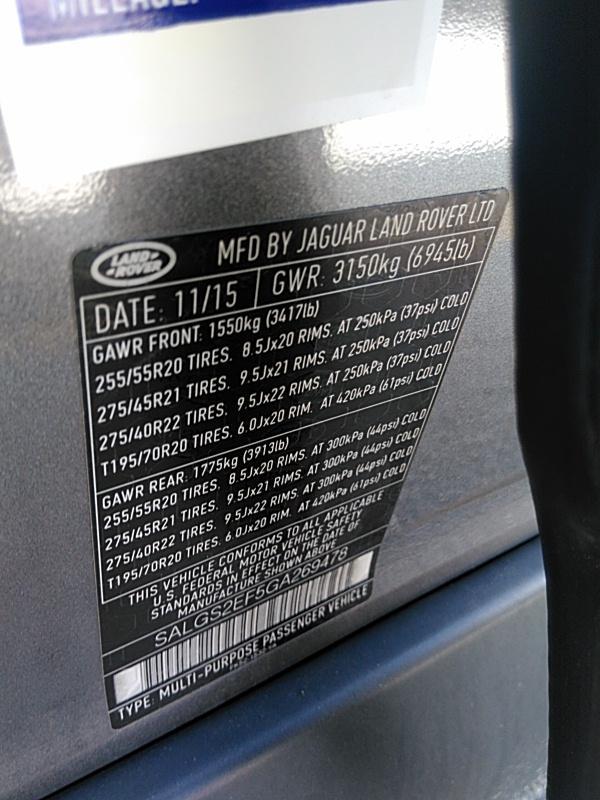 MILEAGE:
LAND
ROVER
MFD BY JAGUAR LAND ROVER LTD
DATE: 11/15 GWR: 3150kg (6945lb)
GAWR FRONT: 1550kg (3417lb)
255/55R20 TIRES. 8.5Jx20 RIMS. AT 250kPa (37psi) COLD
275/45R21 TIRES. 9.5Jx21 RIMS. AT 250kPa (37psi) COLD
275/40R22 TIRES. 9.5Jx22 RIMS. AT 250kPa (37psi) COLD
T195/70R20 TIRES. 6.0Jx20 RIM. AT 420kPa (61psi) COLD
GAWR REAR: 1775kg (3913lb)
255/55R20 TIRES. 8.5Jx20 RIMS. AT 300kPa (44psi) COLD
275/45R21 TIRES. 9.5Jx21 RIMS. AT 300kPa (44psi) COLD
275/40R22 TIRES. 9.5Jx22 RIMS. AT 300kPa (44psi) COLD
T195/70R20 TIRES. 6.0Jx20 RIM. AT 420kPa (61psi) COLD
THIS VEHICLE CONFORMS TO ALL APPLICABLE
U.S. FEDERAL MOTOR VEHICLE SAFETY
STANDARDS IN EFFECT ON THE DATE OF
MANUFACTURE SHOWN ABOVE
SALGS2EF5GA269478
TYPE: MULTI-PURPOSE PASSENGER VEHICLE